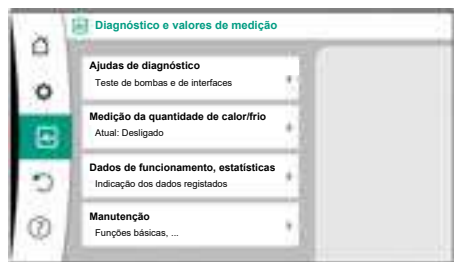 Diagnóstico e valores de medição
Ajudas de diagnóstico
Teste de bombas e de interfaces
Medição da quantidade de calor/frio
Atual: Desligado
Dados de funcionamento, estatísticas
Indicação dos dados registados
Manutenção
Funções básicas, ...